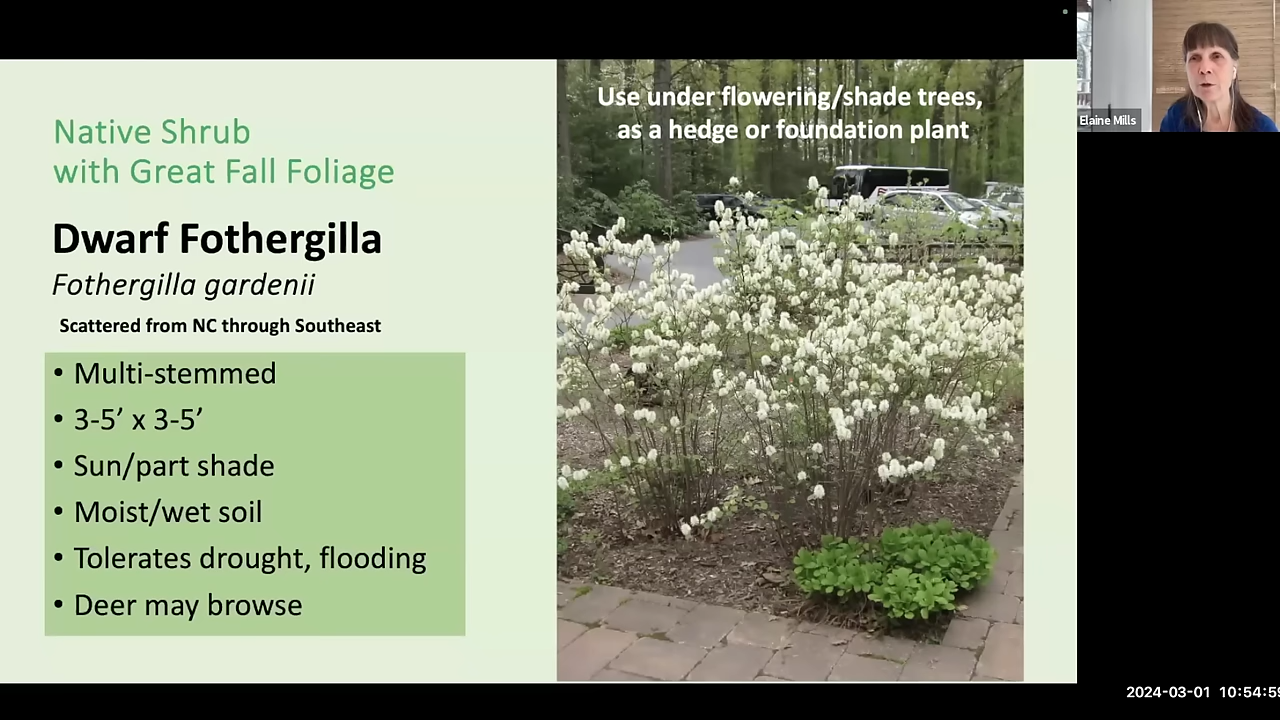 Native Shrub
with Great Fall Foliage
Dwarf Fothergilla
Fothergilla gardenii
Scattered from NC through Southeast
• Multi-stemmed
• 3-5’ x 3-5’
• Sun/part shade
• Moist/wet soil
• Tolerates drought, flooding
• Deer may browse
Use under flowering/shade trees,
as a hedge or foundation plant
Elaine Mills
2024-03-01 10:54:59